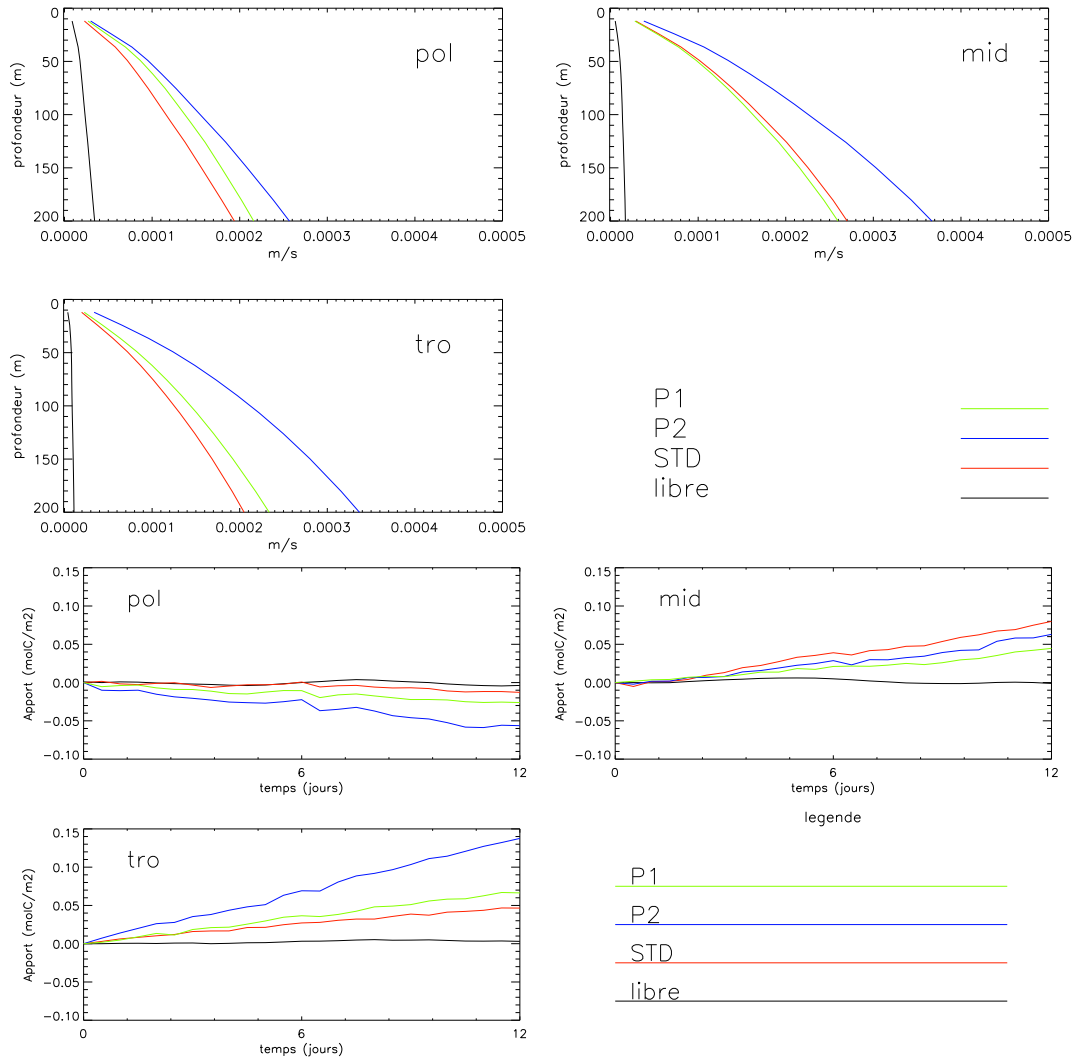 pol
profondeur (m)
0
50
100
150
200
0.0000 0.0001 0.0002 0.0003 0.0004 0.0005
m/s
mid
profondeur (m)
0
50
100
150
200
0.0000 0.0001 0.0002 0.0003 0.0004 0.0005
m/s
tro
profondeur (m)
0
50
100
150
200
0.0000 0.0001 0.0002 0.0003 0.0004 0.0005
m/s
P1
P2
STD
libre
pol
Apport (molC/m2)
0.15
0.10
0.05
0.00
−0.05
−0.10
0 6 12
temps (jours)
mid
Apport (molC/m2)
0.15
0.10
0.05
0.00
−0.05
−0.10
0 6 12
temps (jours)
tro
Apport (molC/m2)
0.15
0.10
0.05
0.00
−0.05
−0.10
0 6 12
temps (jours)
legende
P1
P2
STD
libre